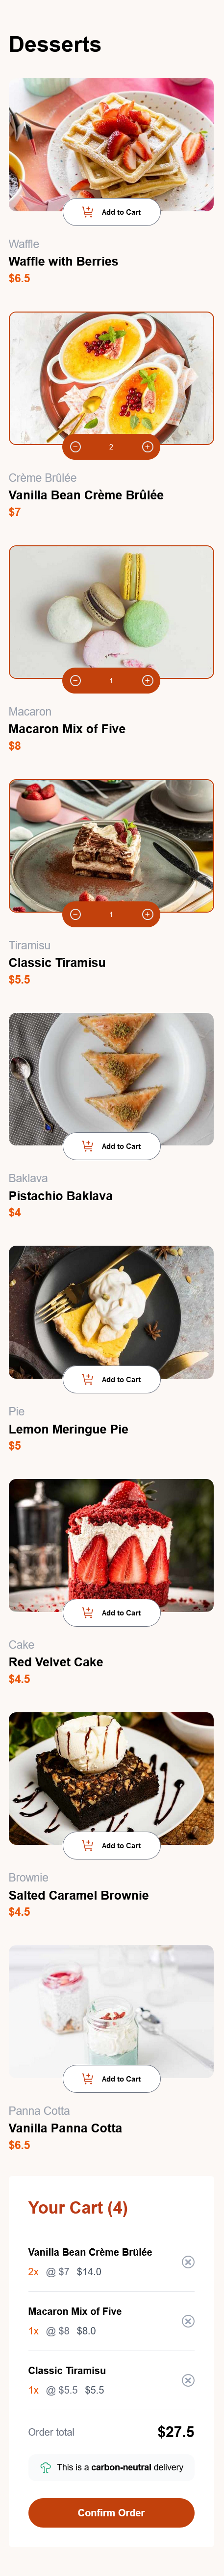 Desserts
Add to Cart
Waffle
Waffle with Berries
$6.5
2
Crème Brûlée
Vanilla Bean Crème Brûlée
$7
1
Macaron
Macaron Mix of Five
$8
1
Tiramisu
Classic Tiramisu
$5.5
Add to Cart
Baklava
Pistachio Baklava
$4
Add to Cart
Pie
Lemon Meringue Pie
$5
Add to Cart
Cake
Red Velvet Cake
$4.5
Add to Cart
Brownie
Salted Caramel Brownie
$4.5
Add to Cart
Panna Cotta
Vanilla Panna Cotta
$6.5
Your Cart (4)
Vanilla Bean Crème Brûlée
2x @ $7 $14.0
Macaron Mix of Five
1x @ $8 $8.0
Classic Tiramisu
1x @ $5.5 $5.5
Order total $27.5
This is a carbon-neutral delivery
Confirm Order